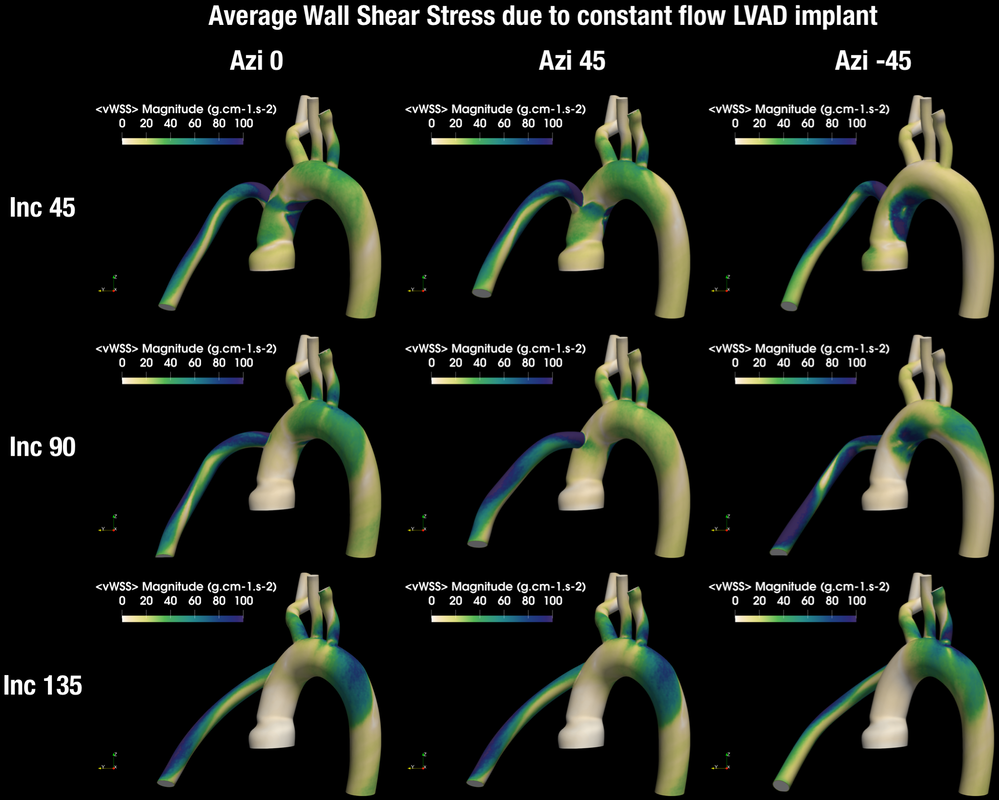 Average Wall Shear Stress due to constant flow LVAD implant
Azi 0 Azi 45 Azi -45
<vWSS> Magnitude (g.cm-1.s-2) <vWSS> Magnitude (g.cm-1.s-2) <vWSS> Magnitude (g.cm-1.s-2)
0 20 40 60 80 100 0 20 40 60 80 100 0 20 40 60 80 100
Inc 45
<vWSS> Magnitude (g.cm-1.s-2) <vWSS> Magnitude (g.cm-1.s-2) <vWSS> Magnitude (g.cm-1.s-2)
0 20 40 60 80 100 0 20 40 60 80 100 0 20 40 60 80 100
Inc 90
<vWSS> Magnitude (g.cm-1.s-2) <vWSS> Magnitude (g.cm-1.s-2) <vWSS> Magnitude (g.cm-1.s-2)
0 20 40 60 80 100 0 20 40 60 80 100 0 20 40 60 80 100
Inc 135